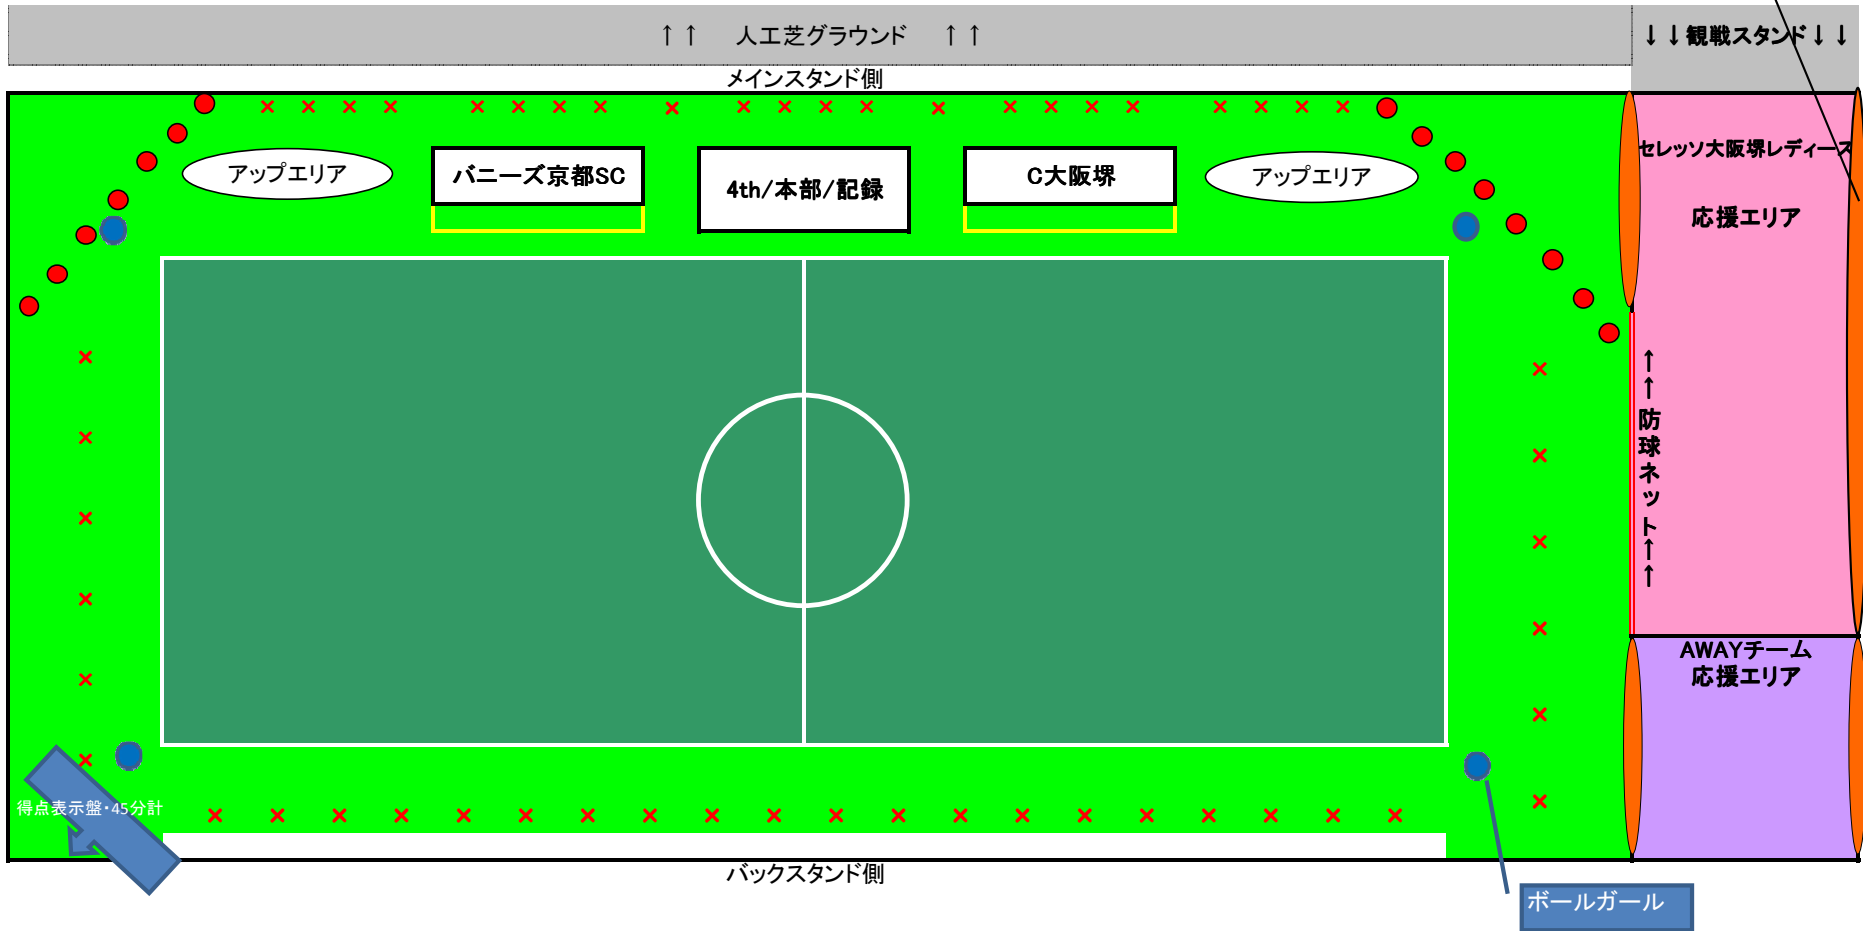 ↑ ↑ 人工芝グラウンド ↑ ↑
↓ ↓ 観戦スタンド ↓ ↓
メインスタンド側
アップエリア
バニーズ京都SC
4th/本部/記録
C大阪堺
アップエリア
セレッソ大阪堺レディース
応援エリア
↑↑防球ネット↑↑
AWAYチーム
応援エリア
得点表示盤・45分計
バックスタンド側
ボールガール